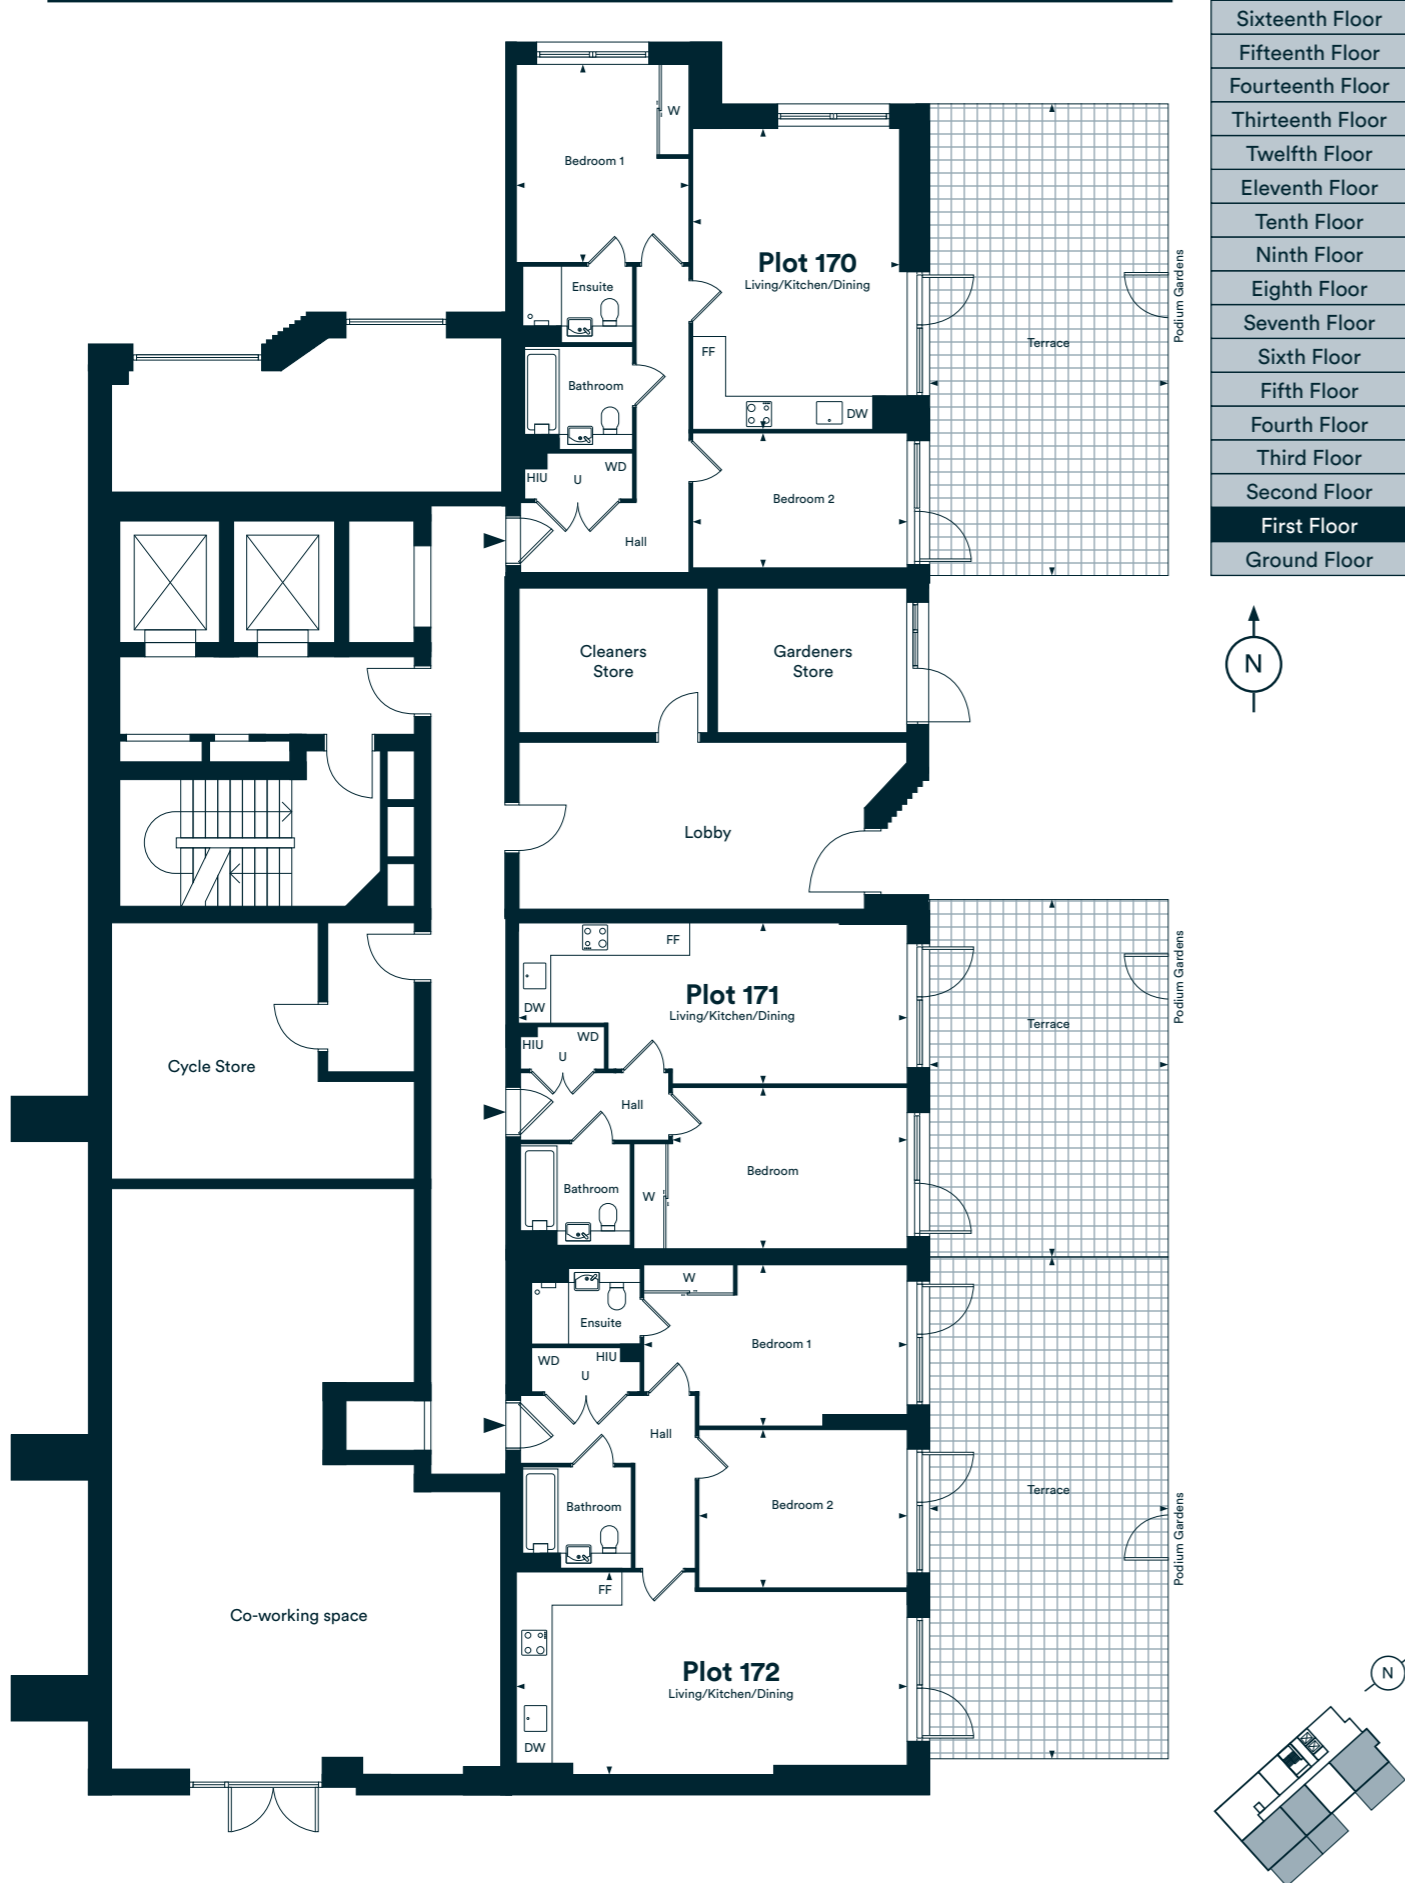 Sixteenth Floor
Fifteenth Floor
Fourteenth Floor
Thirteenth Floor
Twelfth Floor
Eleventh Floor
Tenth Floor
Ninth Floor
Eighth Floor
Seventh Floor
Sixth Floor
Fifth Floor
Fourth Floor
Third Floor
Second Floor
First Floor
Ground Floor
N
W
Bedroom 1
Plot 170
Living/Kitchen/Dining
Ensuite
FF
Bathroom
DW
WD
HIU
U
Hall
Bedroom 2
Terrace
Podium Gardens
Cleaners
Store
Gardeners
Store
Lobby
FF
Plot 171
Living/Kitchen/Dining
DW
WD
HIU
U
Hall
Bedroom
Bathroom
W
Terrace
Podium Gardens
Cycle Store
W
Ensuite
Bedroom 1
WD
HIU
U
Hall
Bathroom
Bedroom 2
Terrace
Podium Gardens
FF
Plot 172
Living/Kitchen/Dining
DW
Co-working space
N